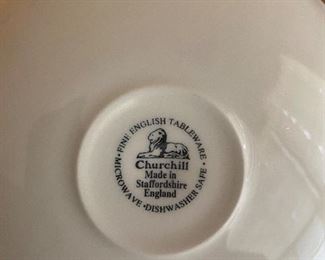 • FINE ENGLISH TABLEWARE •
Churchill
Made in
Staffordshire
England
MICROWAVE • DISHWASHER SAFE